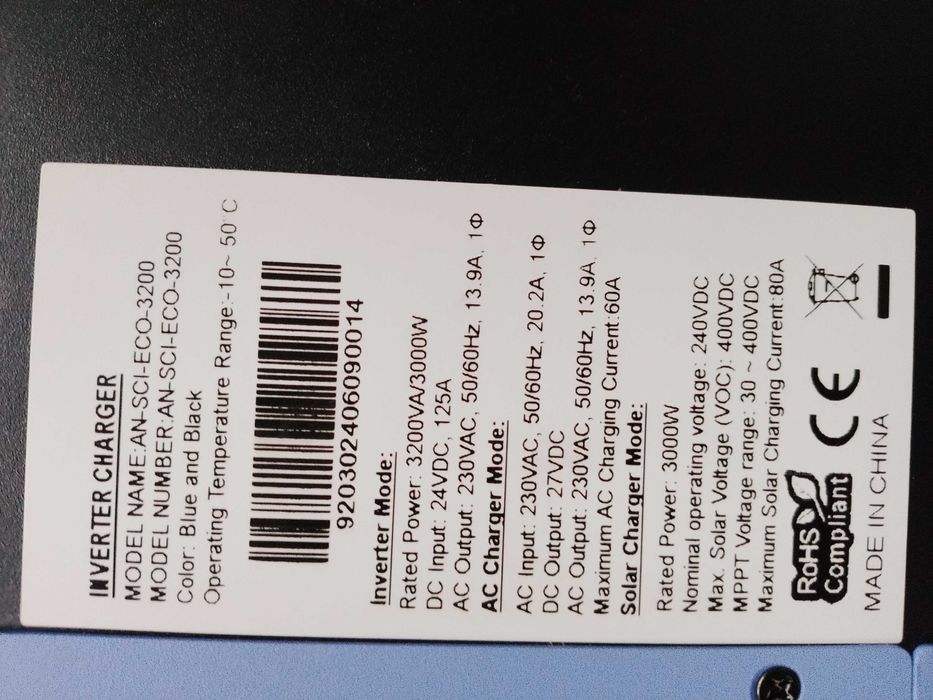 INVERTER CHARGER
MODEL NAME:AN-SCI-ECO-3200
MODEL NUMBER:AN-SCI-ECO-3200
Color: Blue and Black
Operating Temperature Range:-10~ 50°C
920302406090014
Inverter Mode:
Rated Power: 3200VA/3000W
DC Input: 24VDC, 125A
AC Output: 230VAC, 50/60Hz, 13.9A, 1Φ
AC Charger Mode:
AC Input: 230VAC, 50/60Hz, 20.2A, 1Φ
DC Output: 27VDC
AC Output: 230VAC, 50/60Hz, 13.9A, 1Φ
Maximum AC Charging Current:60A
Solar Charger Mode:
Rated Power: 3000W
Nominal operating voltage: 240VDC
Max. Solar Voltage (VOC): 400VDC
MPPT Voltage range: 30 ~ 400VDC
Maximum Solar Charging Current:80A
RoHS
Compliant
CE
MADE IN CHINA